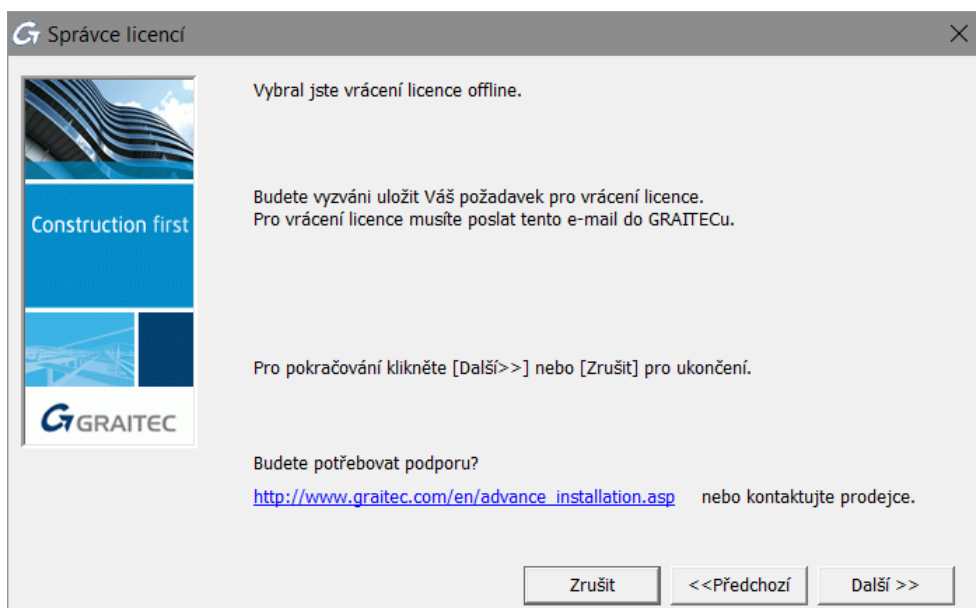 Správce licencí
Vybral jste vrácení licence offline.
Budete vyzváni uložit Váš požadavek pro vrácení licence.
Pro vrácení licence musíte poslat tento e-mail do GRAITECu.
Construction first
Pro pokračování klikněte [Další>>] nebo [Zrušit] pro ukončení.
GRAITEC
Budete potřebovat podporu?
http://www.graitec.com/en/advance_installation.asp nebo kontaktujte prodejce.
Zrušit <<Předchozí Další >>